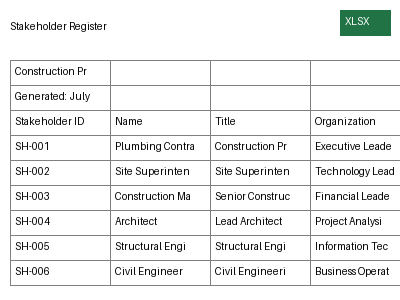 Stakeholder Register
XLSX
Construction Pr
Generated: July
Stakeholder ID Name Title Organization
SH-001 Plumbing Contra Construction Pr Executive Leade
SH-002 Site Superinten Site Superinten Technology Lead
SH-003 Construction Ma Senior Construc Financial Leade
SH-004 Architect Lead Architect Project Analysi
SH-005 Structural Engi Structural Engi Information Tec
SH-006 Civil Engineer Civil Engineeri Business Operat